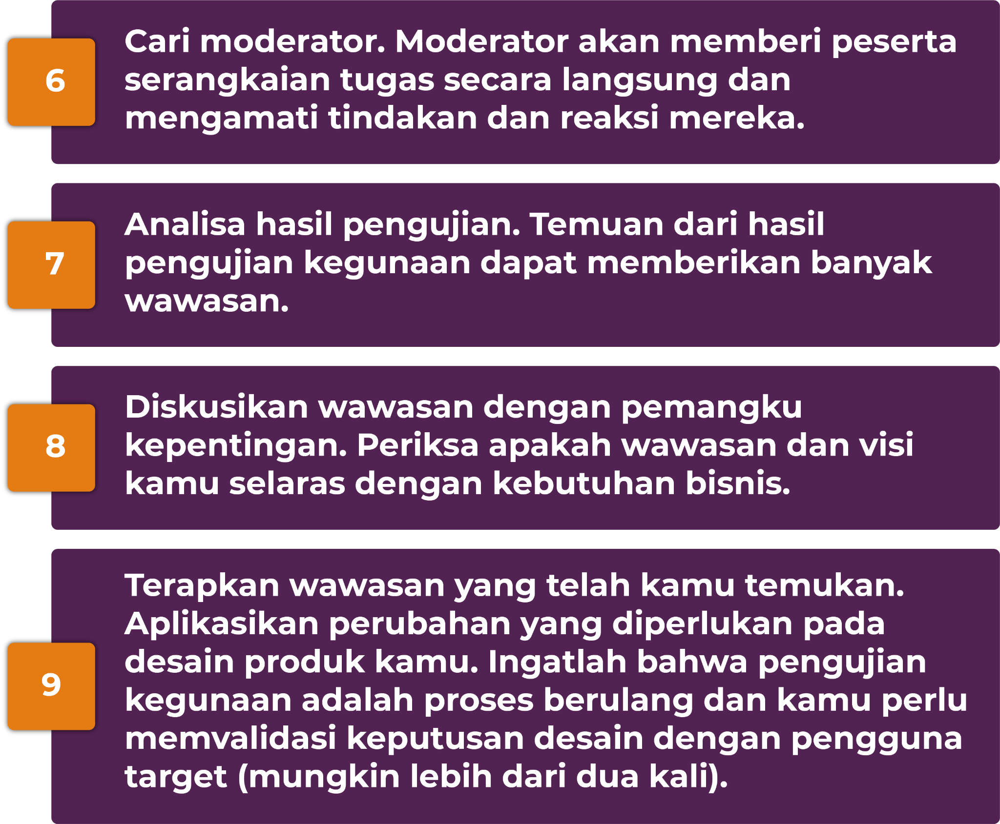 6
Cari moderator. Moderator akan memberi peserta
serangkaian tugas secara langsung dan
mengamati tindakan dan reaksi mereka.
7
Analisa hasil pengujian. Temuan dari hasil
pengujian kegunaan dapat memberikan banyak
wawasan.
8
Diskusikan wawasan dengan pemangku
kepentingan. Periksa apakah wawasan dan visi
kamu selaras dengan kebutuhan bisnis.
9
Terapkan wawasan yang telah kamu temukan.
Aplikasikan perubahan yang diperlukan pada
desain produk kamu. Ingatlah bahwa pengujian
kegunaan adalah proses berulang dan kamu perlu
memvalidasi keputusan desain dengan pengguna
target (mungkin lebih dari dua kali).